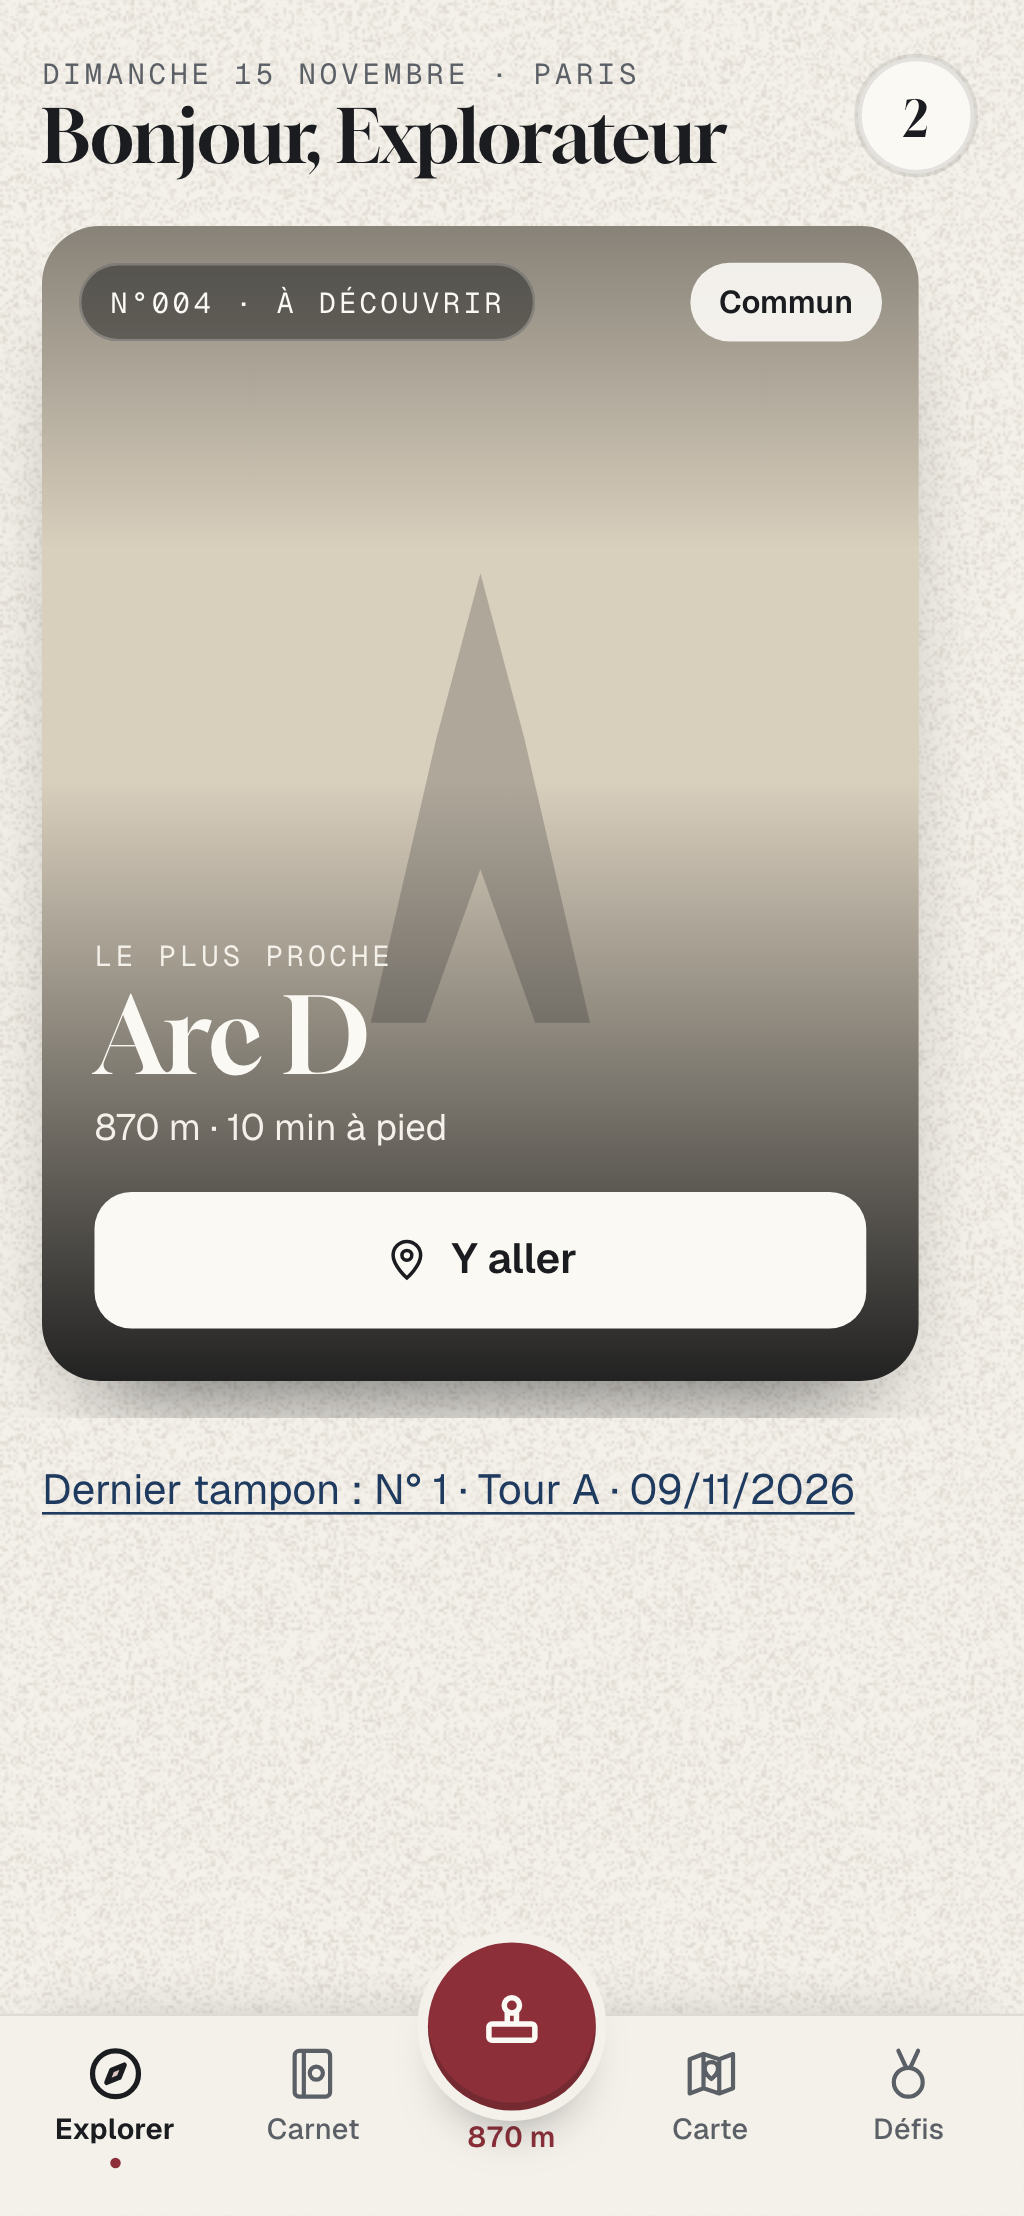 DIMANCHE 15 NOVEMBRE · PARIS
Bonjour, Explorateur
2
N°004 · À DÉCOUVRIR
Commun
LE PLUS PROCHE
Arc D
870 m · 10 min à pied
Y aller
Dernier tampon : N° 1 · Tour A · 09/11/2026
Explorer
Carnet
870 m
Carte
Défis